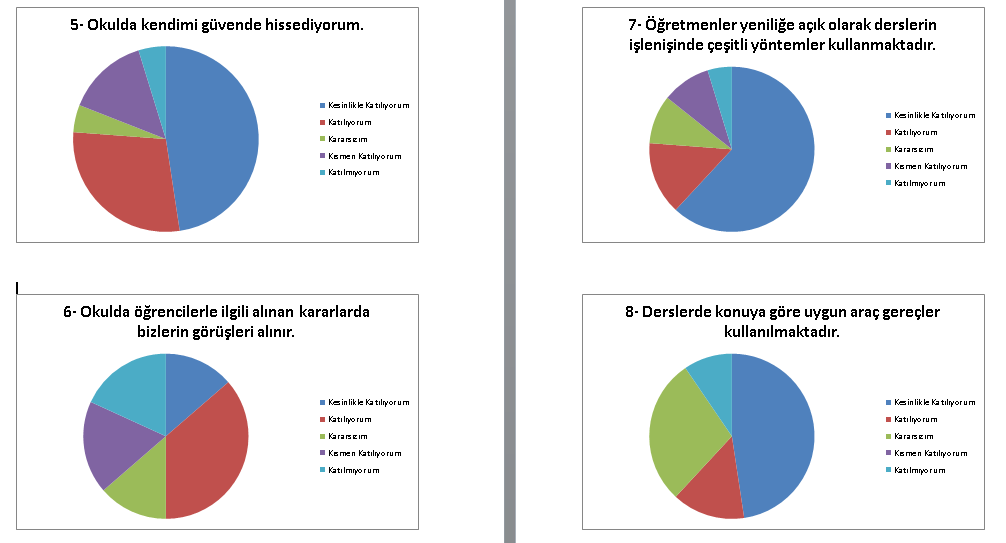 5- Okulda kendimi güvende hissediyorum.
Kesinlikle Katılıyorum
Katılıyorum
Kararsızım
Kısmen Katılıyorum
Katılmıyorum
6- Okulda öğrencilerle ilgili alınan kararlarda
bizlerin görüşleri alınır.
Kesinlikle Katılıyorum
Katılıyorum
Kararsızım
Kısmen Katılıyorum
Katılmıyorum
7- Öğretmenler yeniliğe açık olarak derslerin
işlenişinde çeşitli yöntemler kullanmaktadır.
Kesinlikle Katılıyorum
Katılıyorum
Kararsızım
Kısmen Katılıyorum
Katılmıyorum
8- Derslerde konuya göre uygun araç gereçler
kullanılmaktadır.
Kesinlikle Katılıyorum
Katılıyorum
Kararsızım
Kısmen Katılıyorum
Katılmıyorum